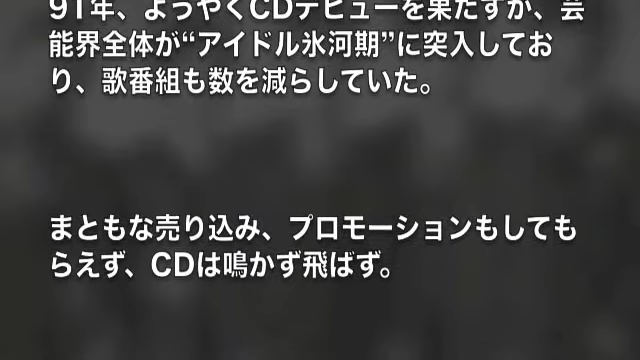 91年、ようやくCDデビューを果たすが、芸
能界全体が“アイドル氷河期”に突入してお
り、歌番組も数を減らしていた。
まともな売り込み、プロモーションもしても
らえず、CDは鳴かず飛ばず。